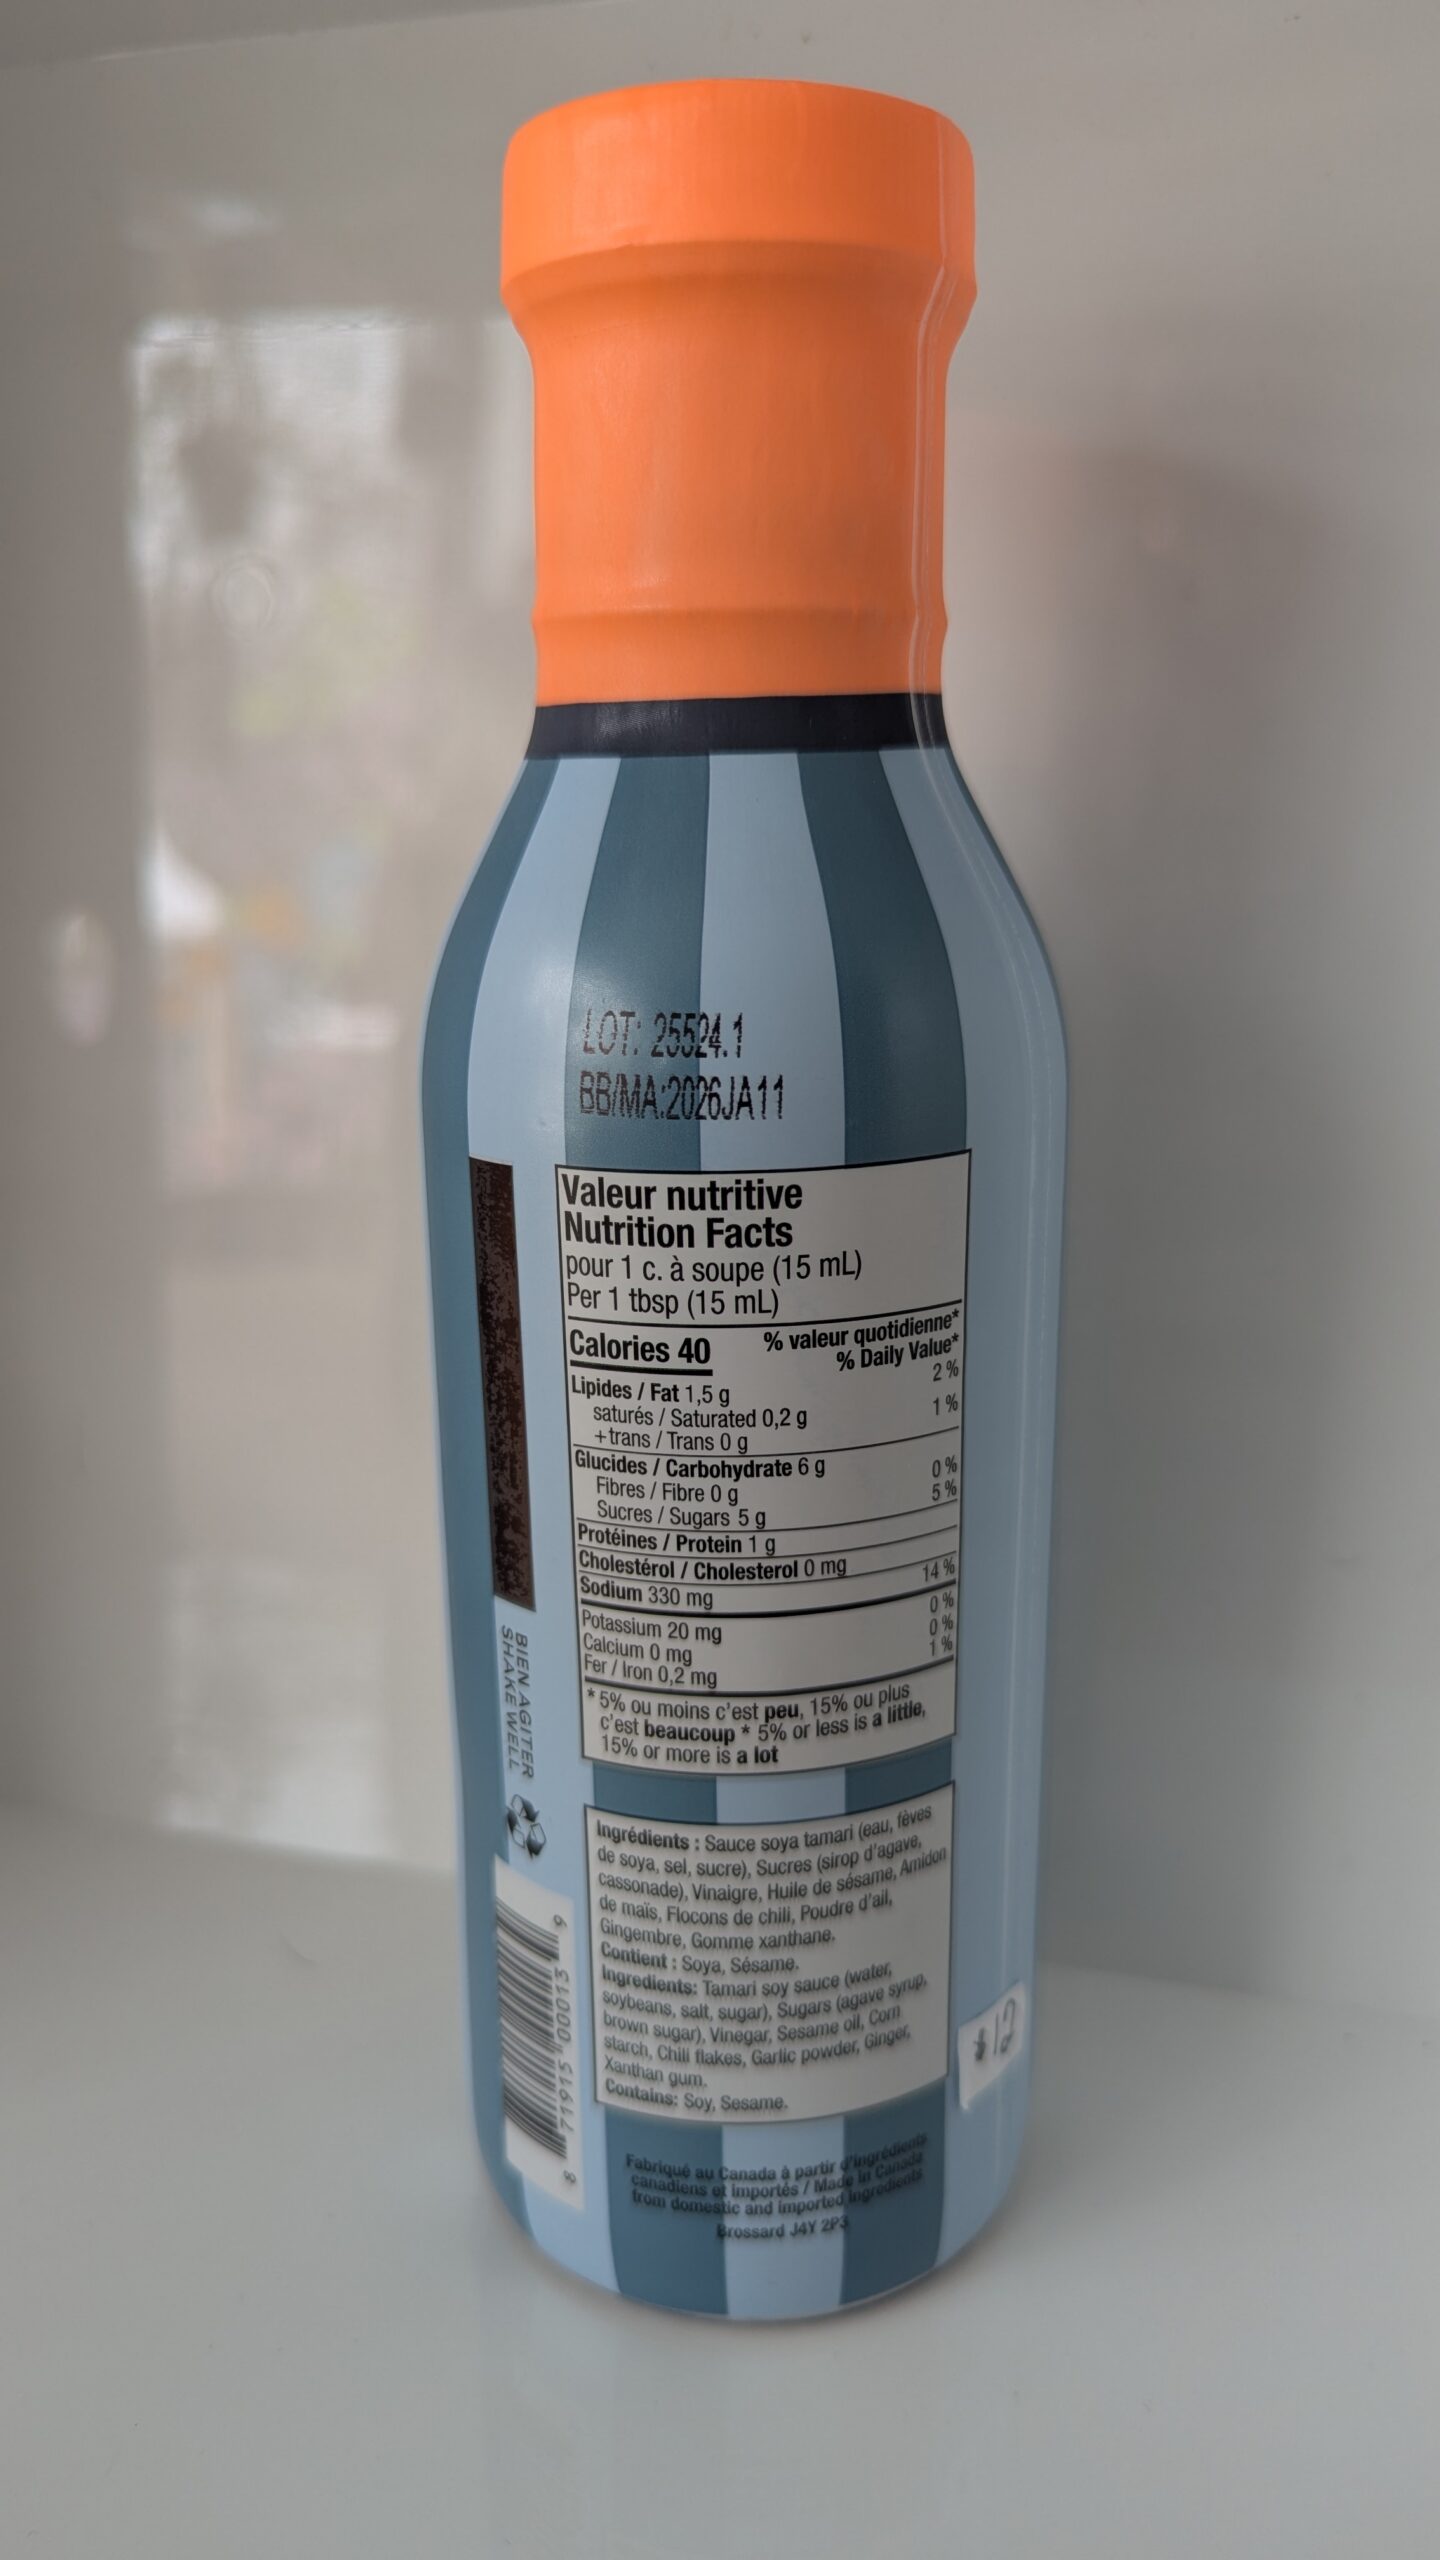 LOT: 25524.1
BB/MA:2026JA11
Valeur nutritive
Nutrition Facts
pour 1 c. à soupe (15 mL)
Per 1 tbsp (15 mL)
Calories 40
% valeur quotidienne*
% Daily Value*
Lipides / Fat 1,5 g 2 %
saturés / Saturated 0,2 g 1 %
+trans / Trans 0 g
Glucides / Carbohydrate 6 g
Fibres / Fibre 0 g 0 %
Sucres / Sugars 5 g 5 %
Protéines / Protein 1 g
Cholestérol / Cholesterol 0 mg
Sodium 330 mg 14 %
Potassium 20 mg 0 %
Calcium 0 mg 0 %
Fer / Iron 0,2 mg 1 %
* 5% ou moins c'est peu, 15% ou plus
c'est beaucoup * 5% or less is a little,
15% or more is a lot
BIEN AGITER
SHAKE WELL
Ingrédients : Sauce soya tamari (eau, fèves
de soya, sel, sucre), Sucres (sirop d'agave,
cassonade), Vinaigre, Huile de sésame, Amidon
de maïs, Flocons de chili, Poudre d'ail,
Gingembre, Gomme xanthane.
Contient : Soya, Sésame.
Ingredients: Tamari soy sauce (water,
soybeans, salt, sugar), Sugars (agave syrup,
brown sugar), Vinegar, Sesame oil, Corn
starch, Chili flakes, Garlic powder, Ginger,
Xanthan gum.
Contains: Soy, Sesame.
8 71915 00013 9
$12
Fabriqué au Canada à partir d'ingrédients
canadiens et importés / Made in Canada
from domestic and imported ingredients
Brossard J4Y 2P3